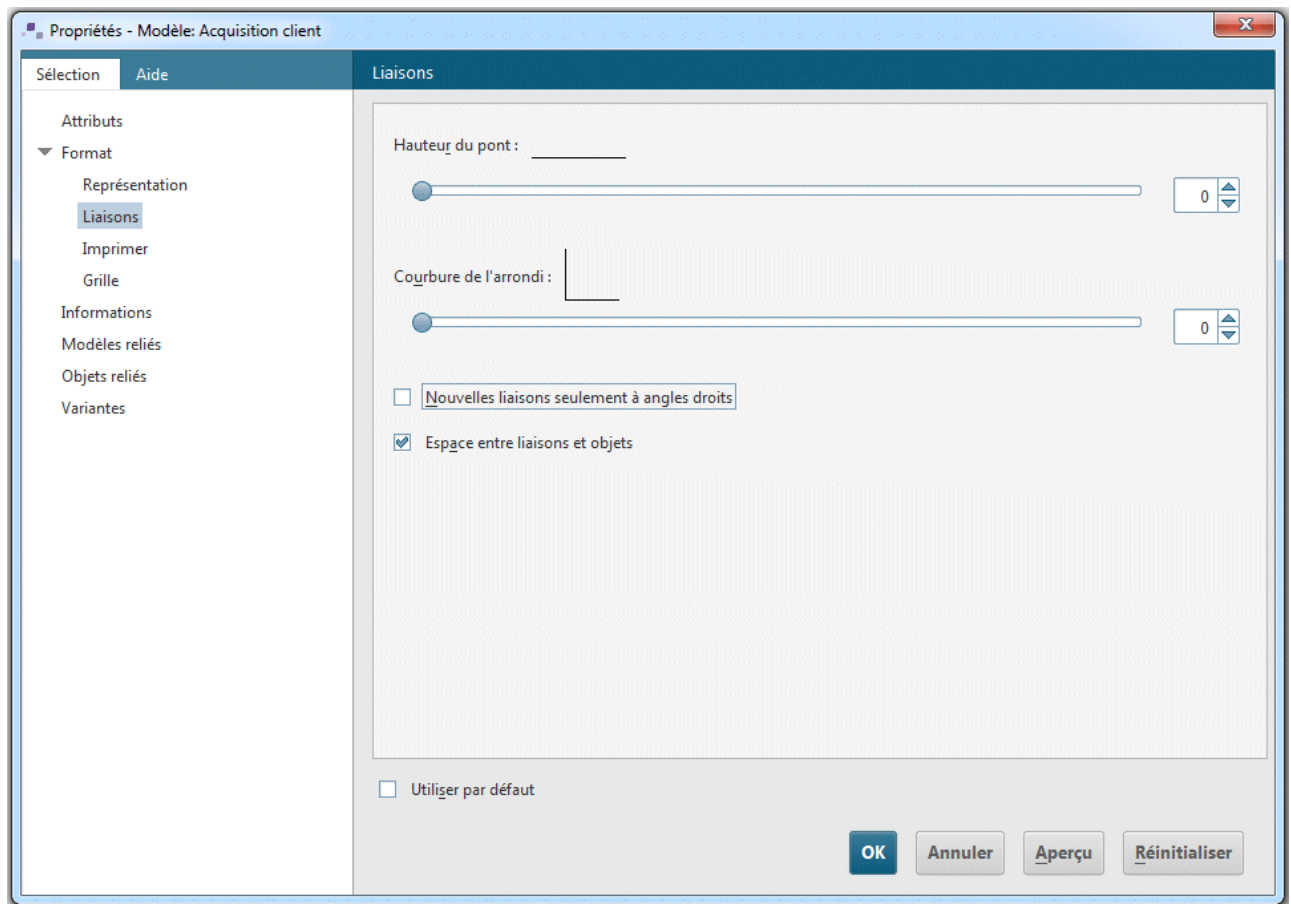 Propriétés - Modèle: Acquisition client
Sélection
Aide
Liaisons
Attributs
Format
Représentation
Liaisons
Imprimer
Grille
Informations
Modèles reliés
Objets reliés
Variantes
Hauteur du pont :
0
Courbure de l'arrondi :
0
Nouvelles liaisons seulement à angles droits
Espace entre liaisons et objets
Utiliser par défaut
OK
Annuler
Aperçu
Réinitialiser